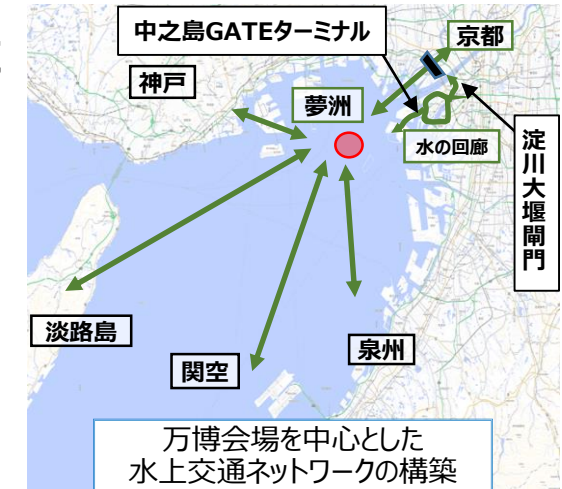 中之島GATEターミナル
京都
神戸
夢洲
水の回廊
淀川大堰閘門
淡路島
関空
泉州
万博会場を中心とした
水上交通ネットワークの構築